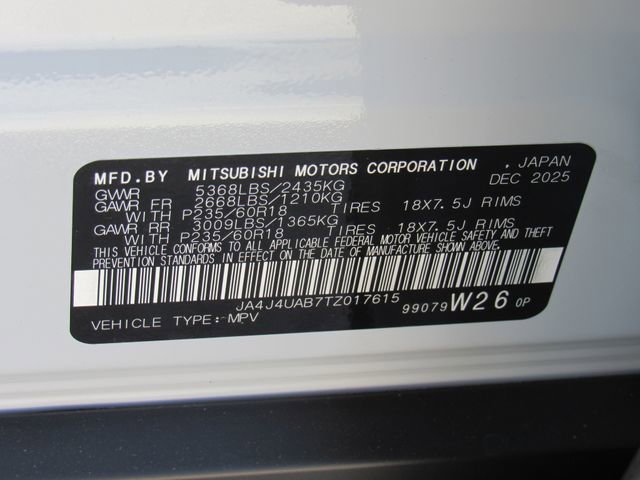 MFD.BY MITSUBISHI MOTORS CORPORATION , JAPAN
GVWR 5368LBS/2435KG DEC 2025
GAWR FR 2668LBS/1210KG
WITH P235/60R18 TIRES 18X7.5J RIMS
GAWR RR 3009LBS/1365KG
WITH P235/60R18 TIRES 18X7.5J RIMS
THIS VEHICLE CONFORMS TO ALL APPLICABLE FEDERAL MOTOR VEHICLE SAFETY AND THEFT
PREVENTION STANDARDS IN EFFECT ON THE DATE OF MANUFACTURE SHOWN ABOVE.
JA4J4UAB7TZ017615
VEHICLE TYPE:MPV 99079 W26 0P